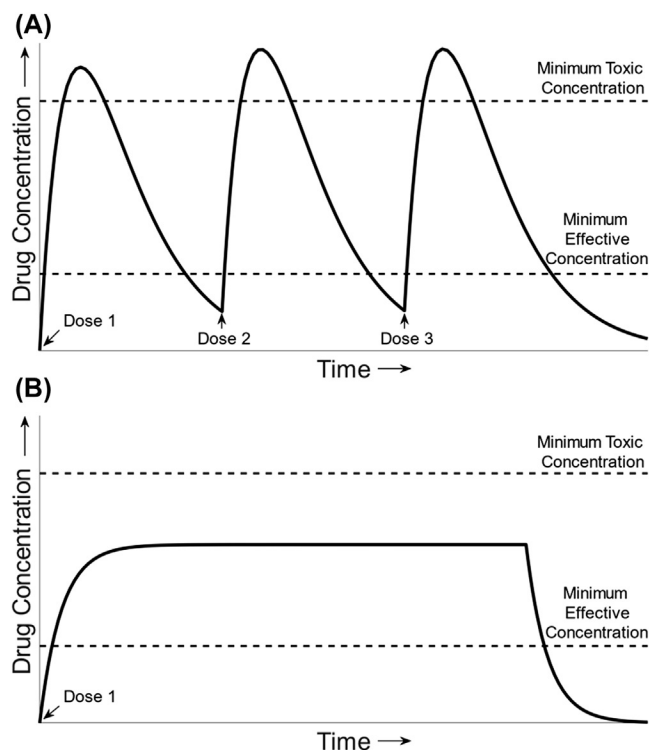 (A)
Drug Concentration
Minimum Toxic
Concentration
Minimum
Effective
Concentration
Dose 1
Dose 2
Dose 3
Time
(B)
Drug Concentration
Minimum Toxic
Concentration
Minimum
Effective
Concentration
Dose 1
Time